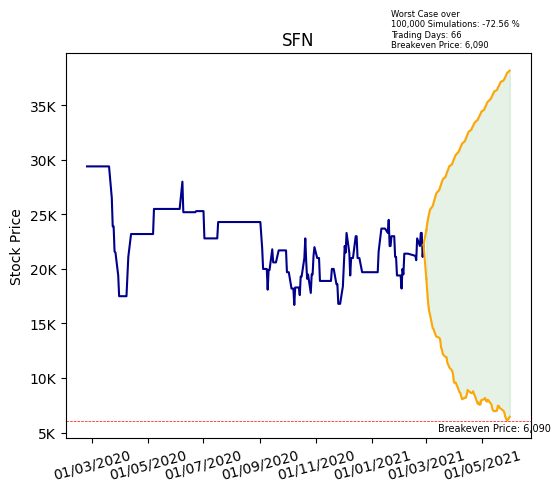 Worst Case over
100,000 Simulations: -72.56 %
Trading Days: 66
Breakeven Price: 6,090
SFN
Stock Price
35K
30K
25K
20K
15K
10K
5K
Breakeven Price: 6,090
01/03/2020
01/05/2020
01/07/2020
01/09/2020
01/11/2020
01/01/2021
01/03/2021
01/05/2021